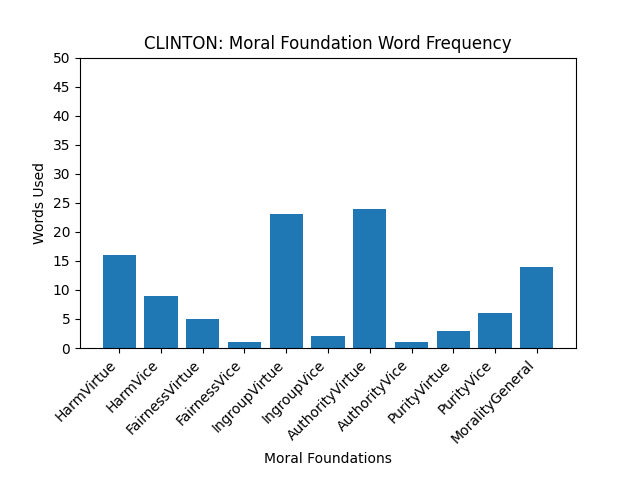 CLINTON: Moral Foundation Word Frequency
50
45
40
35
30
25
20
15
10
5
0
Words Used
HarmVirtue
HarmVice
FairnessVirtue
FairnessVice
IngroupVirtue
IngroupVice
AuthorityVirtue
AuthorityVice
PurityVirtue
PurityVice
MoralityGeneral
Moral Foundations